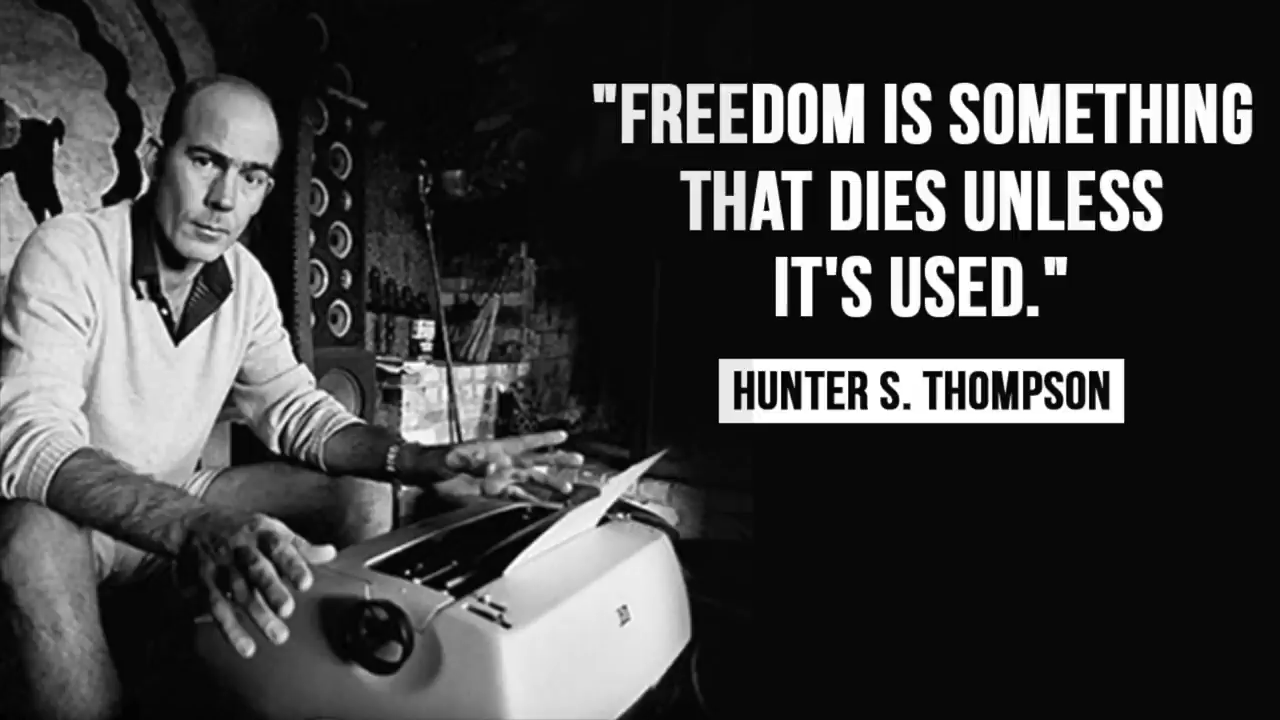 "FREEDOM IS SOMETHING
THAT DIES UNLESS
IT'S USED."
HUNTER S. THOMPSON